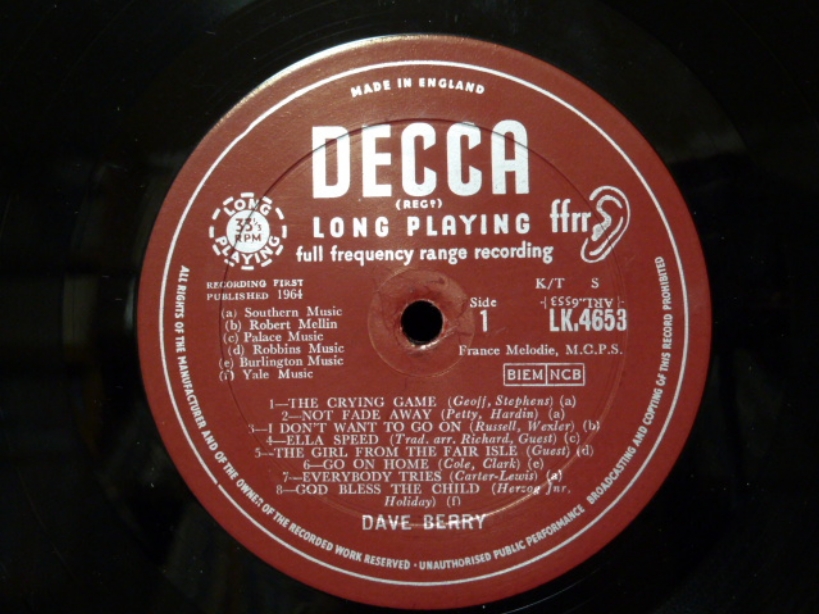 MADE IN ENGLAND
DECCA
(REGD)
LONG PLAYING
33⅓
RPM
LONG PLAYING
ffrr
full frequency range recording
RECORDING FIRST
PUBLISHED 1964
(a) Southern Music
(b) Robert Mellin
(c) Palace Music
(d) Robbins Music
(e) Burlington Music
(f) Yale Music
K/T S
-|ARL.6553|-
Side
1
LK.4653
France Melodie, M.C.P.S.
BIEM NCB
1—THE CRYING GAME (Geoff, Stephens) (a)
2—NOT FADE AWAY (Petty, Hardin) (a)
3—I DON'T WANT TO GO ON (Russell, Wexler) (b)
4—ELLA SPEED (Trad. arr. Richard, Guest) (c)
5—THE GIRL FROM THE FAIR ISLE (Guest) (d)
6—GO ON HOME (Cole, Clark) (e)
7—EVERYBODY TRIES (Carter-Lewis) (a)
8—GOD BLESS THE CHILD (Herzog Jnr.
Holiday) (f)
DAVE BERRY
ALL RIGHTS OF THE MANUFACTURER AND OF THE OWNER OF THE RECORDED WORK RESERVED · UNAUTHORISED PUBLIC PERFORMANCE BROADCASTING AND COPYING OF THIS RECORD PROHIBITED